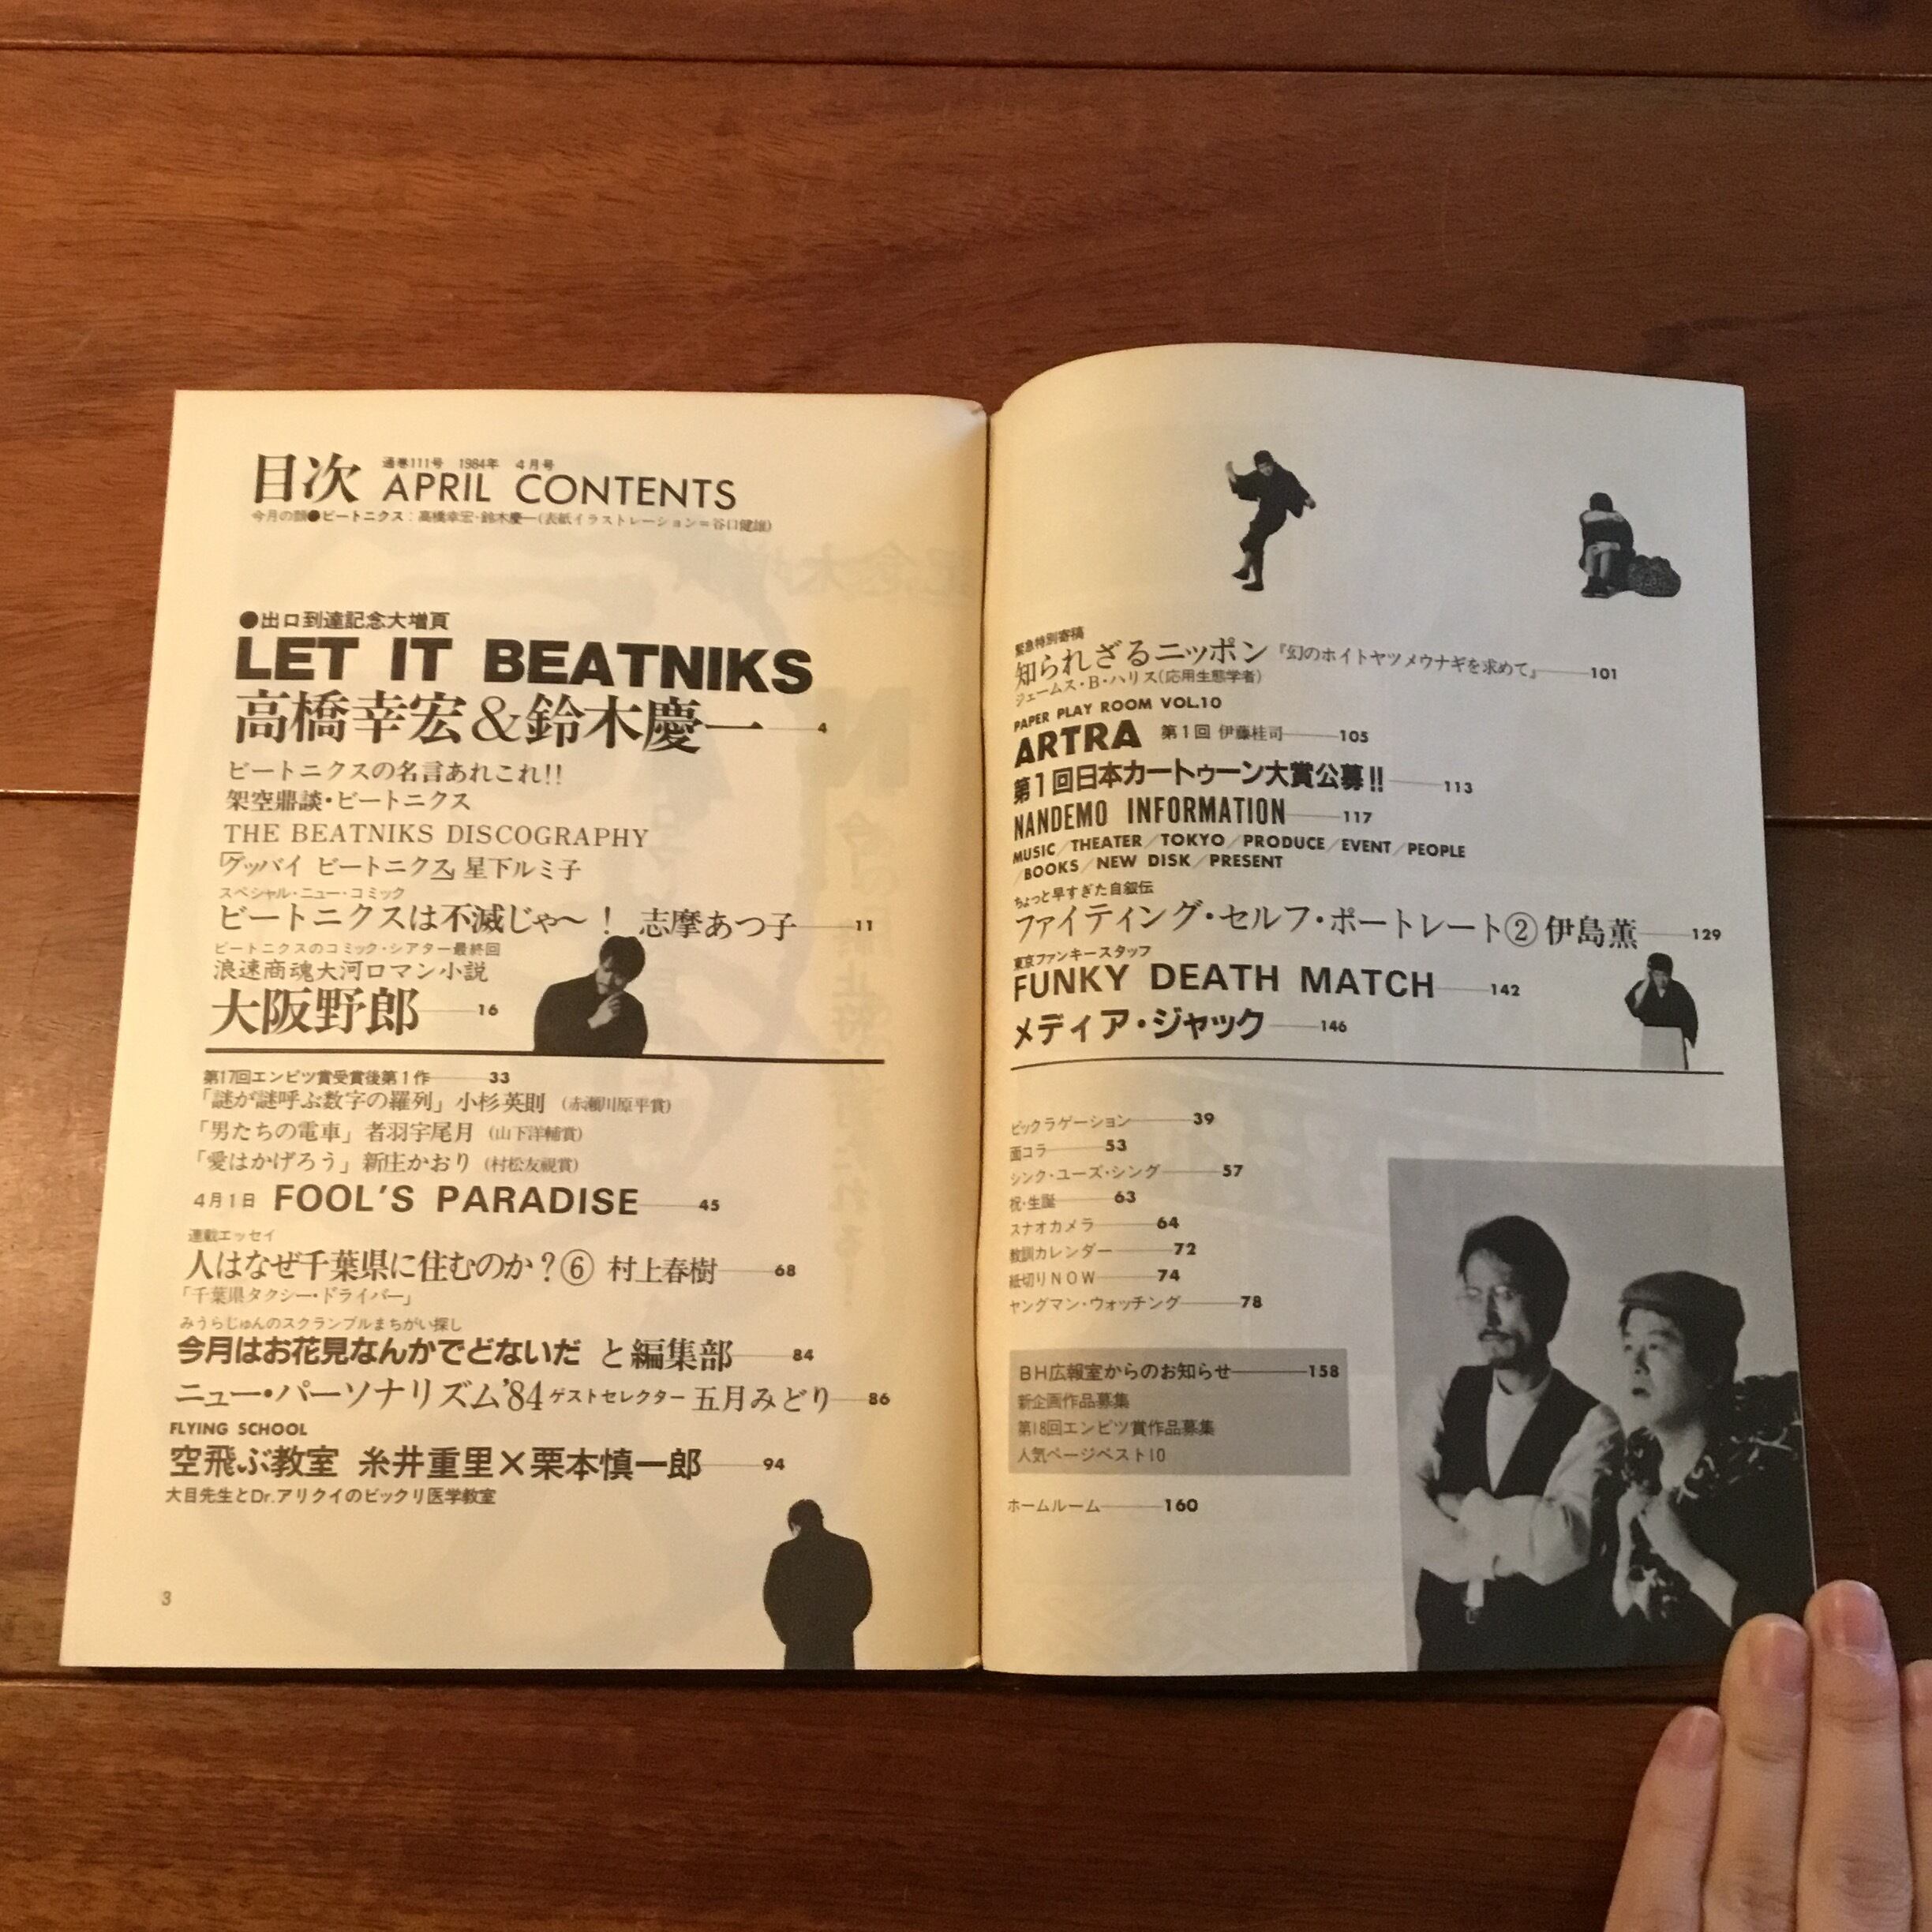 目次 通巻111号 1984年 4月号
APRIL CONTENTS
今月の顔●ビートニクス：高橋幸宏・鈴木慶一(表紙イラストレーション＝谷口健雄)
●出口到達記念大増頁
LET IT BEATNIKS
高橋幸宏&鈴木慶一——4
ビートニクスの名言あれこれ!!
架空鼎談・ビートニクス
THE BEATNIKS DISCOGRAPHY
「グッバイ ビートニクス」星下ルミ子
スペシャル・ニュー・コミック
ビートニクスは不滅じゃ〜！ 志摩あつ子——11
ビートニクスのコミック・シアター最終回
浪速商魂大河ロマン小説
大阪野郎——16
第17回エンピツ賞受賞後第1作——33
「謎が謎呼ぶ数字の羅列」小杉英則 (赤瀬川原平賞)
「男たちの電車」者羽宇尾月 (山下洋輔賞)
「愛はかげろう」新庄かおり (村松友視賞)
4月1日 FOOL'S PARADISE——45
連載エッセイ
人はなぜ千葉県に住むのか？⑥ 村上春樹——68
「千葉県タクシー・ドライバー」
みうらじゅんのスクランブルまちがい探し
今月はお花見なんかでどないだ と編集部——84
ニュー・パーソナリズム'84 ゲストセレクター 五月みどり——86
FLYING SCHOOL
空飛ぶ教室 糸井重里×栗本慎一郎——94
大目先生とDr.アリクイのビックリ医学教室
3
緊急特別寄稿
知られざるニッポン『幻のホイトヤツメウナギを求めて』——101
ジェームス・B・ハリス(応用生態学者)
PAPER PLAY ROOM VOL.10
ARTRA 第1回 伊藤桂司——105
第1回日本カートゥーン大賞公募!!——113
NANDEMO INFORMATION——117
MUSIC／THEATER／TOKYO／PRODUCE／EVENT／PEOPLE
／BOOKS／NEW DISK／PRESENT
ちょっと早すぎた自叙伝
ファイティング・セルフ・ポートレート② 伊島薫——129
東京ファンキースタッフ
FUNKY DEATH MATCH——142
メディア・ジャック——146
ビックラゲーション——39
面コラ——53
シンク・ユーズ・シング——57
祝・生誕——63
スナオカメラ——64
教訓カレンダー——72
紙切りNOW——74
ヤングマン・ウォッチング——78
BH広報室からのお知らせ——158
新企画作品募集
第18回エンピツ賞作品募集
人気ページベスト10
ホームルーム——160